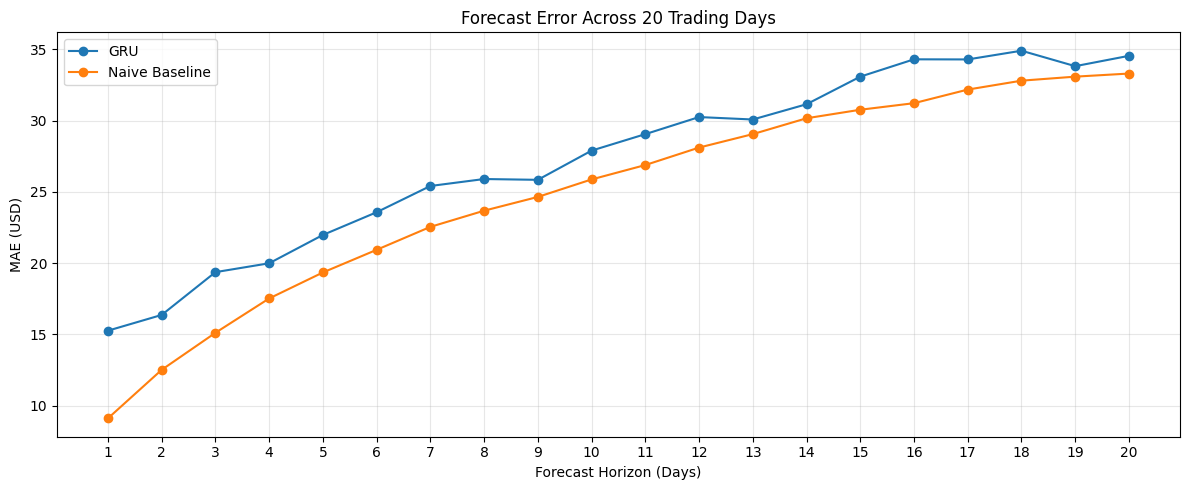 Forecast Error Across 20 Trading Days
GRU
Naive Baseline
MAE (USD)
35
30
25
20
15
10
1 2 3 4 5 6 7 8 9 10 11 12 13 14 15 16 17 18 19 20
Forecast Horizon (Days)